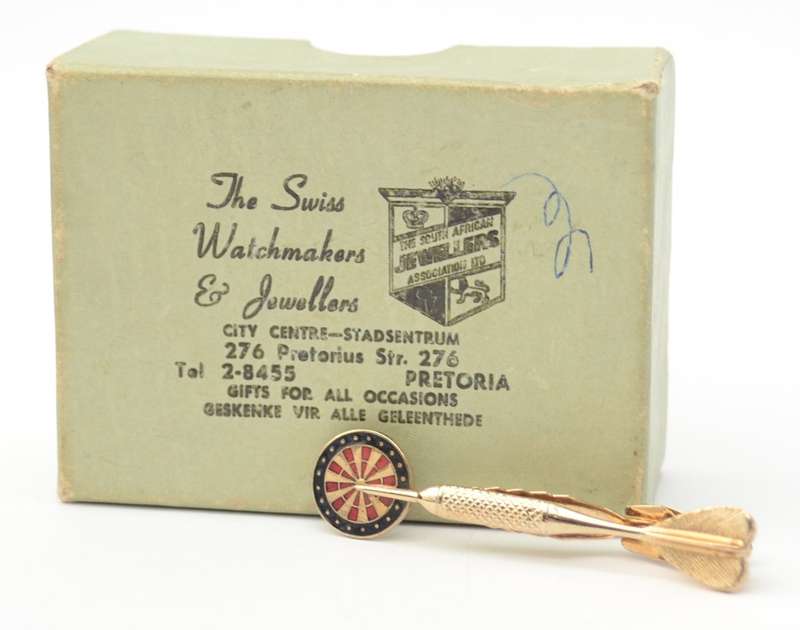 The Swiss
Watchmakers
& Jewellers
THE SOUTH AFRICAN
JEWELLERS
ASSOCIATION LTD
CITY CENTRE—STADSENTRUM
276 Pretorius Str. 276
Tel 2-8455 PRETORIA
GIFTS FOR ALL OCCASIONS
GESKENKE VIR ALLE GELEENTHEDE